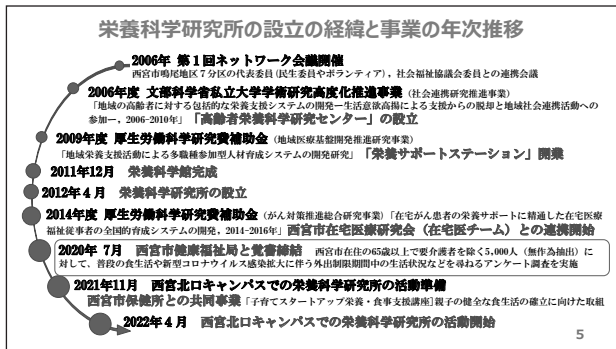 栄養科学研究所の設立の経緯と事業の年次推移
2006年 第１回ネットワーク会議開催
西宮市鳴尾地区７分区の代表委員(民生委員やボランティア)，社会福祉協議会委員との連携会議
2006年度 文部科学省私立大学学術研究高度化推進事業（社会連携研究推進事業）
「地域の高齢者に対する包括的な栄養支援システムの開発ー生活意欲高揚による支援からの脱却と地域社会連携活動への
参加ー，2006-2010年」「高齢者栄養科学研究センター」の設立
2009年度 厚生労働科学研究費補助金（地域医療基盤開発推進研究事業）
「地域栄養支援活動による多職種参加型人材育成システムの開発研究」「栄養サポートステーション」開業
2011年12月 栄養科学館完成
2012年４月 栄養科学研究所の設立
2014年度 厚生労働科学研究費補助金（がん対策推進総合研究事業）「在宅がん患者の栄養サポートに精通した在宅医療
福祉従事者の全国的育成システムの開発，2014-2016年」西宮市在宅医療研究会（在宅医チーム）との連携開始
2020年 7月 西宮市健康福祉局と覚書締結 西宮市在住の65歳以上で要介護者を除く5,000人（無作為抽出）に
対して、普段の食生活や新型コロナウイルス感染拡大に伴う外出制限期間中の生活状況などを尋ねるアンケート調査を実施
2021年11月 西宮北口キャンパスでの栄養科学研究所の活動準備
西宮市保健所との共同事業「子育てスタートアップ栄養・食事支援講座」親子の健全な食生活の確立に向けた取組
2022年４月 西宮北口キャンパスでの栄養科学研究所の活動開始
5